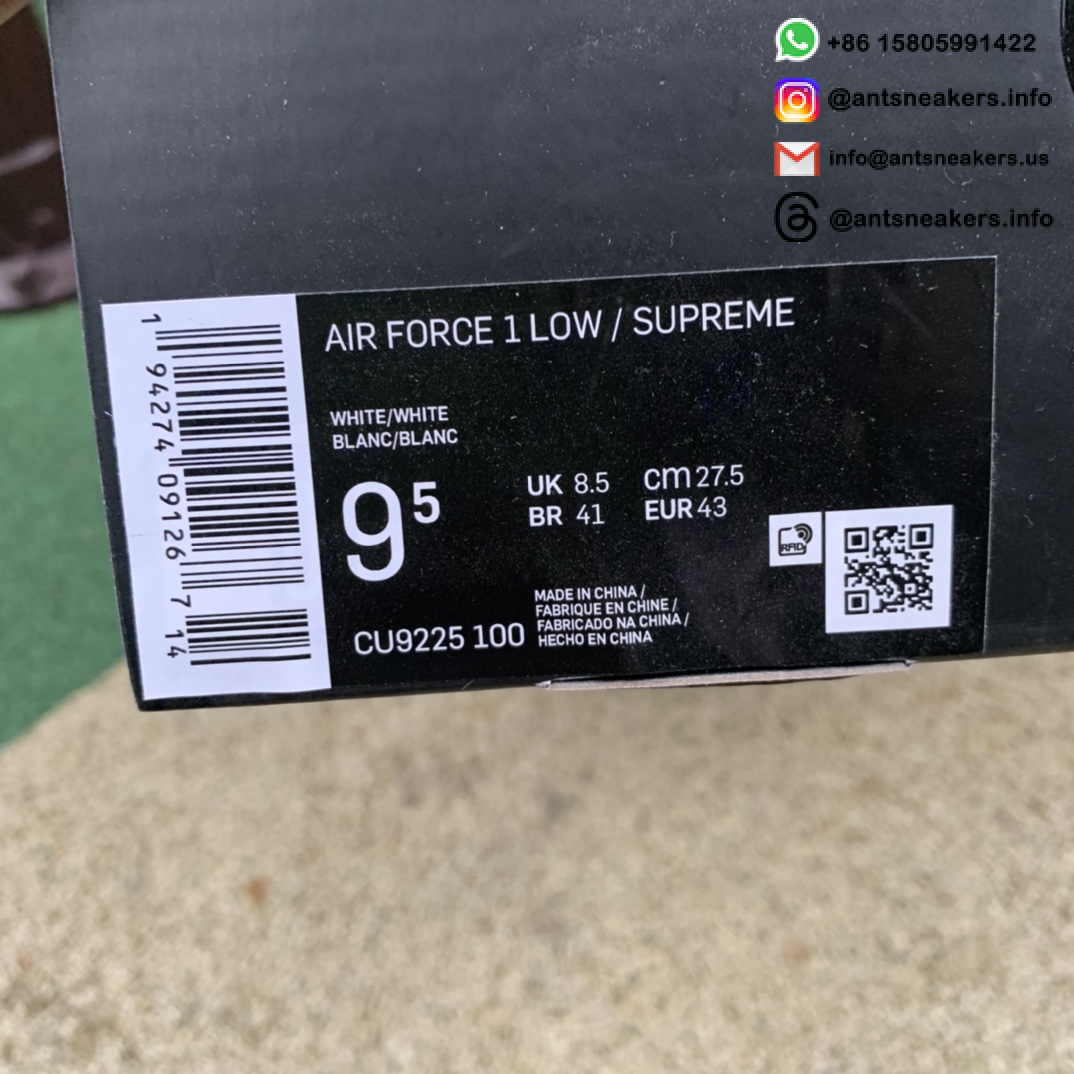 +86 15805991422
@antsneakers.info
info@antsneakers.us
@antsneakers.info
AIR FORCE 1 LOW / SUPREME
WHITE/WHITE
BLANC/BLANC
9 5
UK 8.5 cm 27.5
BR 41 EUR 43
RFID
MADE IN CHINA /
FABRIQUE EN CHINE /
FABRICADO NA CHINA /
HECHO EN CHINA
CU9225 100
1 94274 09126 7 14